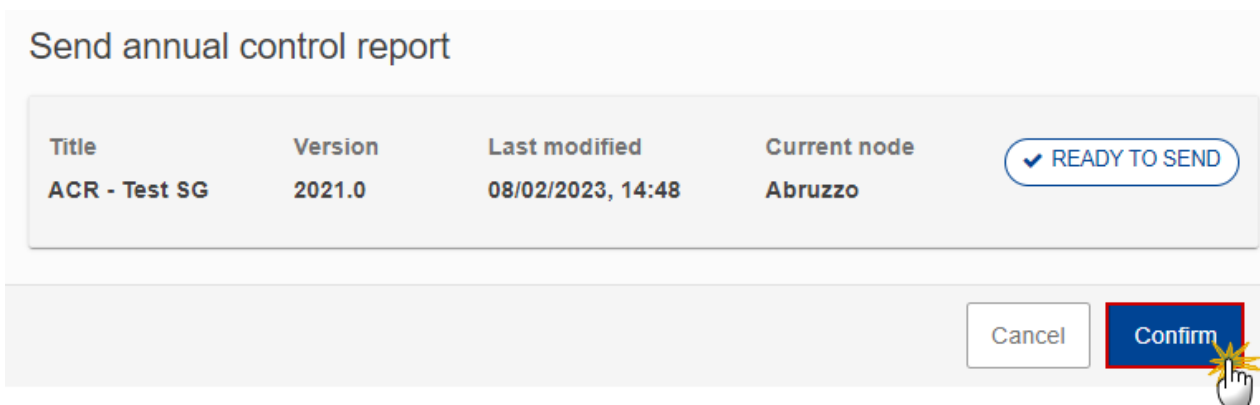 Send annual control report
Title Version Last modified Current node
READY TO SEND
ACR - Test SG 2021.0 08/02/2023, 14:48 Abruzzo
Cancel Confirm